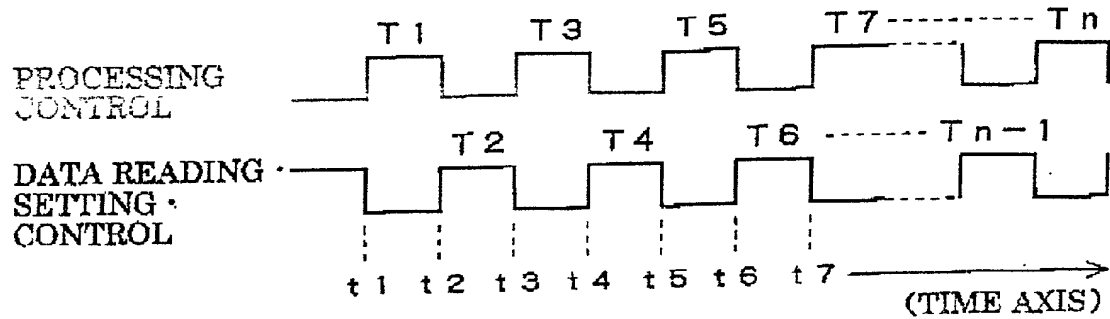 T1 T3 T5 T7 Tn
PROCESSING
CONTROL
T2 T4 T6 Tn-1
DATA READING ·
SETTING ·
CONTROL
t1 t2 t3 t4 t5 t6 t7
(TIME AXIS)